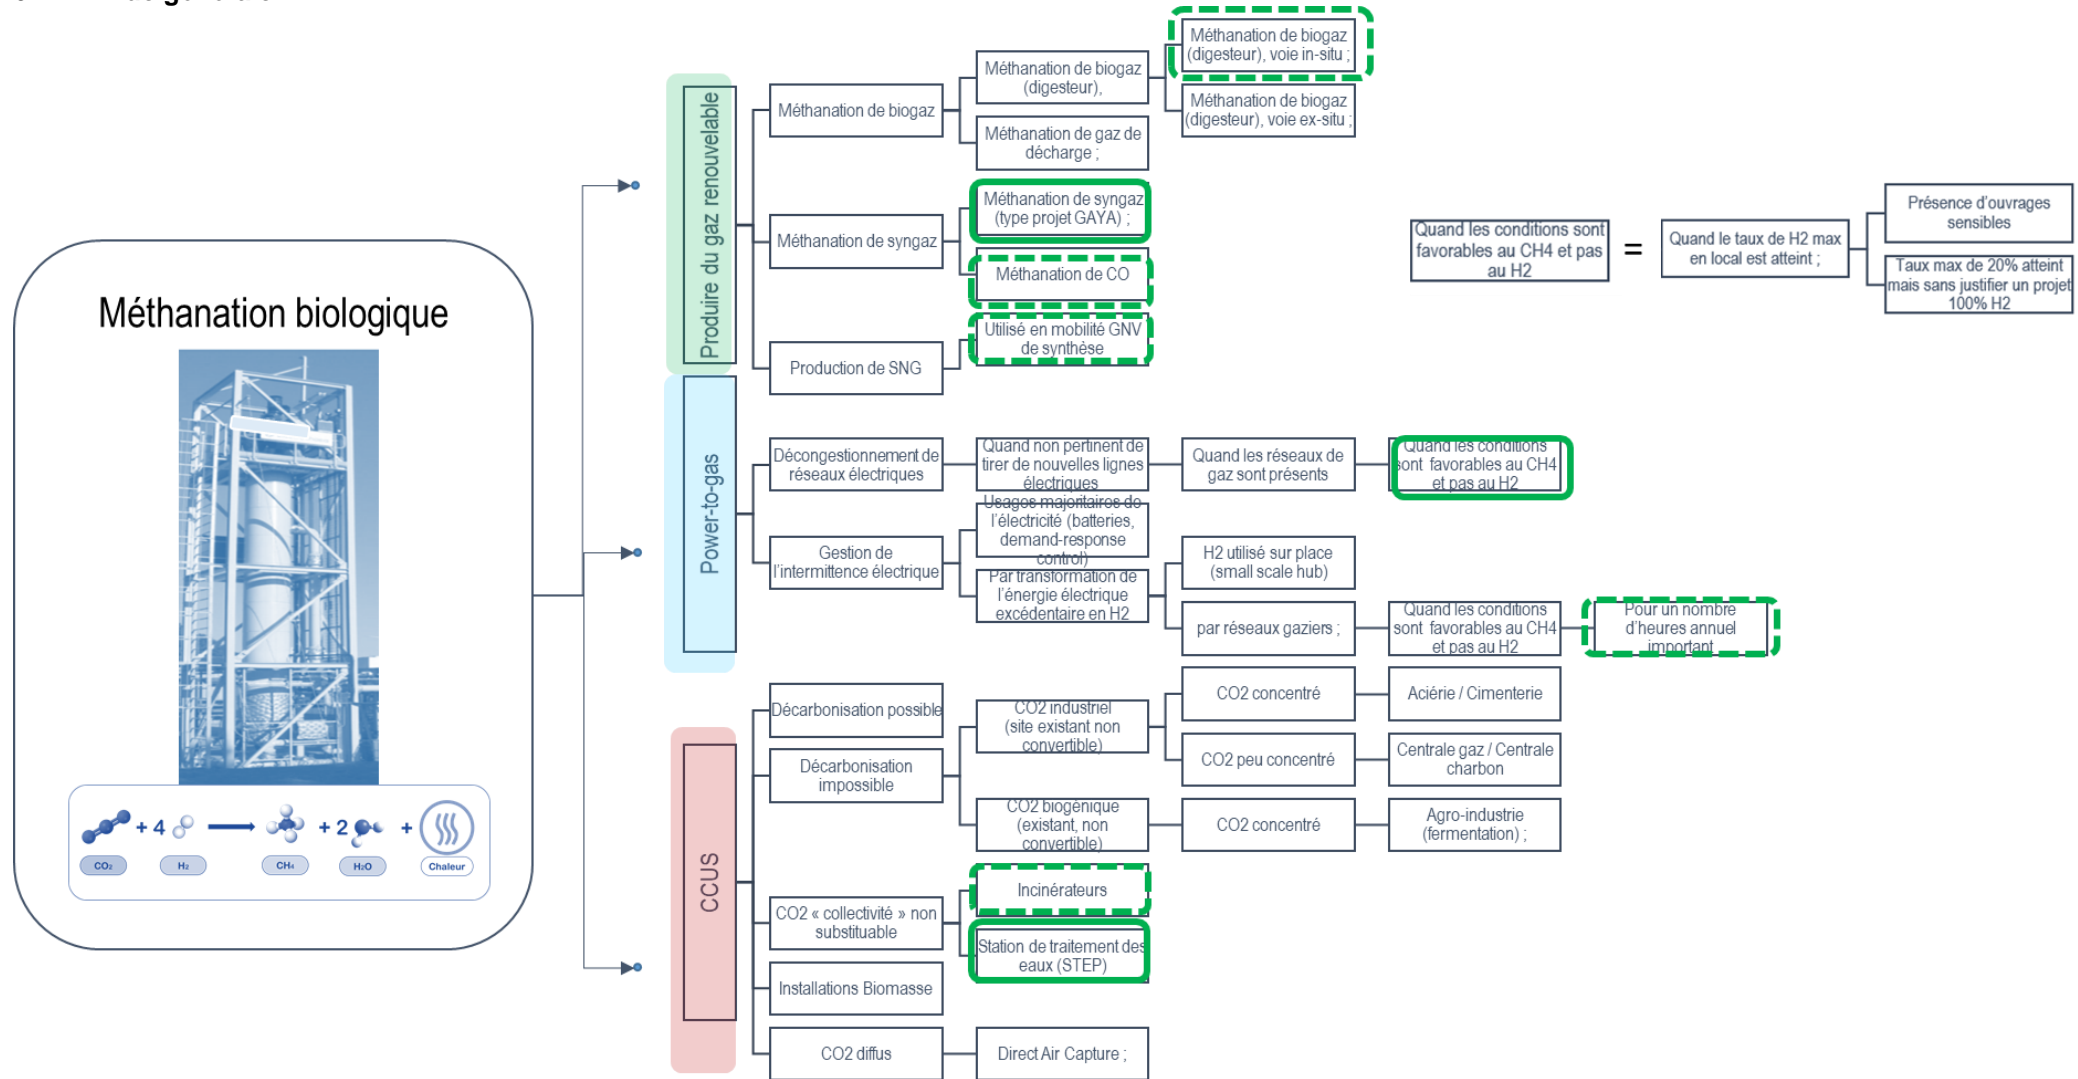 Méthanation biologique
+ 4
+ 2
+
CO₂
H₂
CH₄
H₂O
Chaleur
Produire du gaz renouvelable
Méthanation de biogaz
Méthanation de biogaz
(digesteur),
Méthanation de biogaz
(digesteur), voie in-situ ;
Méthanation de biogaz
(digesteur), voie ex-situ ;
Méthanation de gaz de
décharge ;
Méthanation de syngaz
Méthanation de syngaz
(type projet GAYA) ;
Méthanation de CO
Production de SNG
Utilisé en mobilité GNV
de synthèse
Quand les conditions sont
favorables au CH4 et pas
au H2
=
Quand le taux de H2 max
en local est atteint ;
Présence d'ouvrages
sensibles
Taux max de 20% atteint
mais sans justifier un projet
100% H2
Power-to-gas
Décongestionnement de
réseaux électriques
Quand non pertinent de
tirer de nouvelles lignes
électriques
Quand les réseaux de
gaz sont présents
Quand les conditions
sont favorables au CH4
et pas au H2
Gestion de
l'intermittence électrique
Usages majoritaires de
l'électricité (batteries,
demand-response
control)
Par transformation de
l'énergie électrique
excédentaire en H2
H2 utilisé sur place
(small scale hub)
par réseaux gaziers ;
Quand les conditions
sont favorables au CH4
et pas au H2
Pour un nombre
d'heures annuel
important
CCUS
Décarbonisation possible
Décarbonisation
impossible
CO2 industriel
(site existant non
convertible)
CO2 concentré
Aciérie / Cimenterie
CO2 peu concentré
Centrale gaz / Centrale
charbon
CO2 biogénique
(existant, non
convertible)
CO2 concentré
Agro-industrie
(fermentation) ;
CO2 « collectivité » non
substituable
Incinérateurs
Station de traitement des
eaux (STEP)
Installations Biomasse
CO2 diffus
Direct Air Capture ;